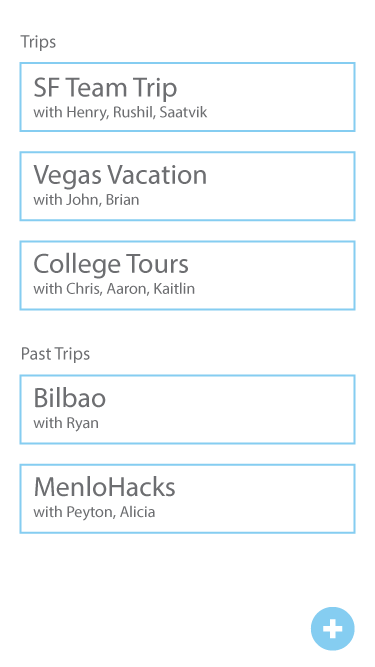 Trips
SF Team Trip
with Henry, Rushil, Saatvik
Vegas Vacation
with John, Brian
College Tours
with Chris, Aaron, Kaitlin
Past Trips
Bilbao
with Ryan
MenloHacks
with Peyton, Alicia